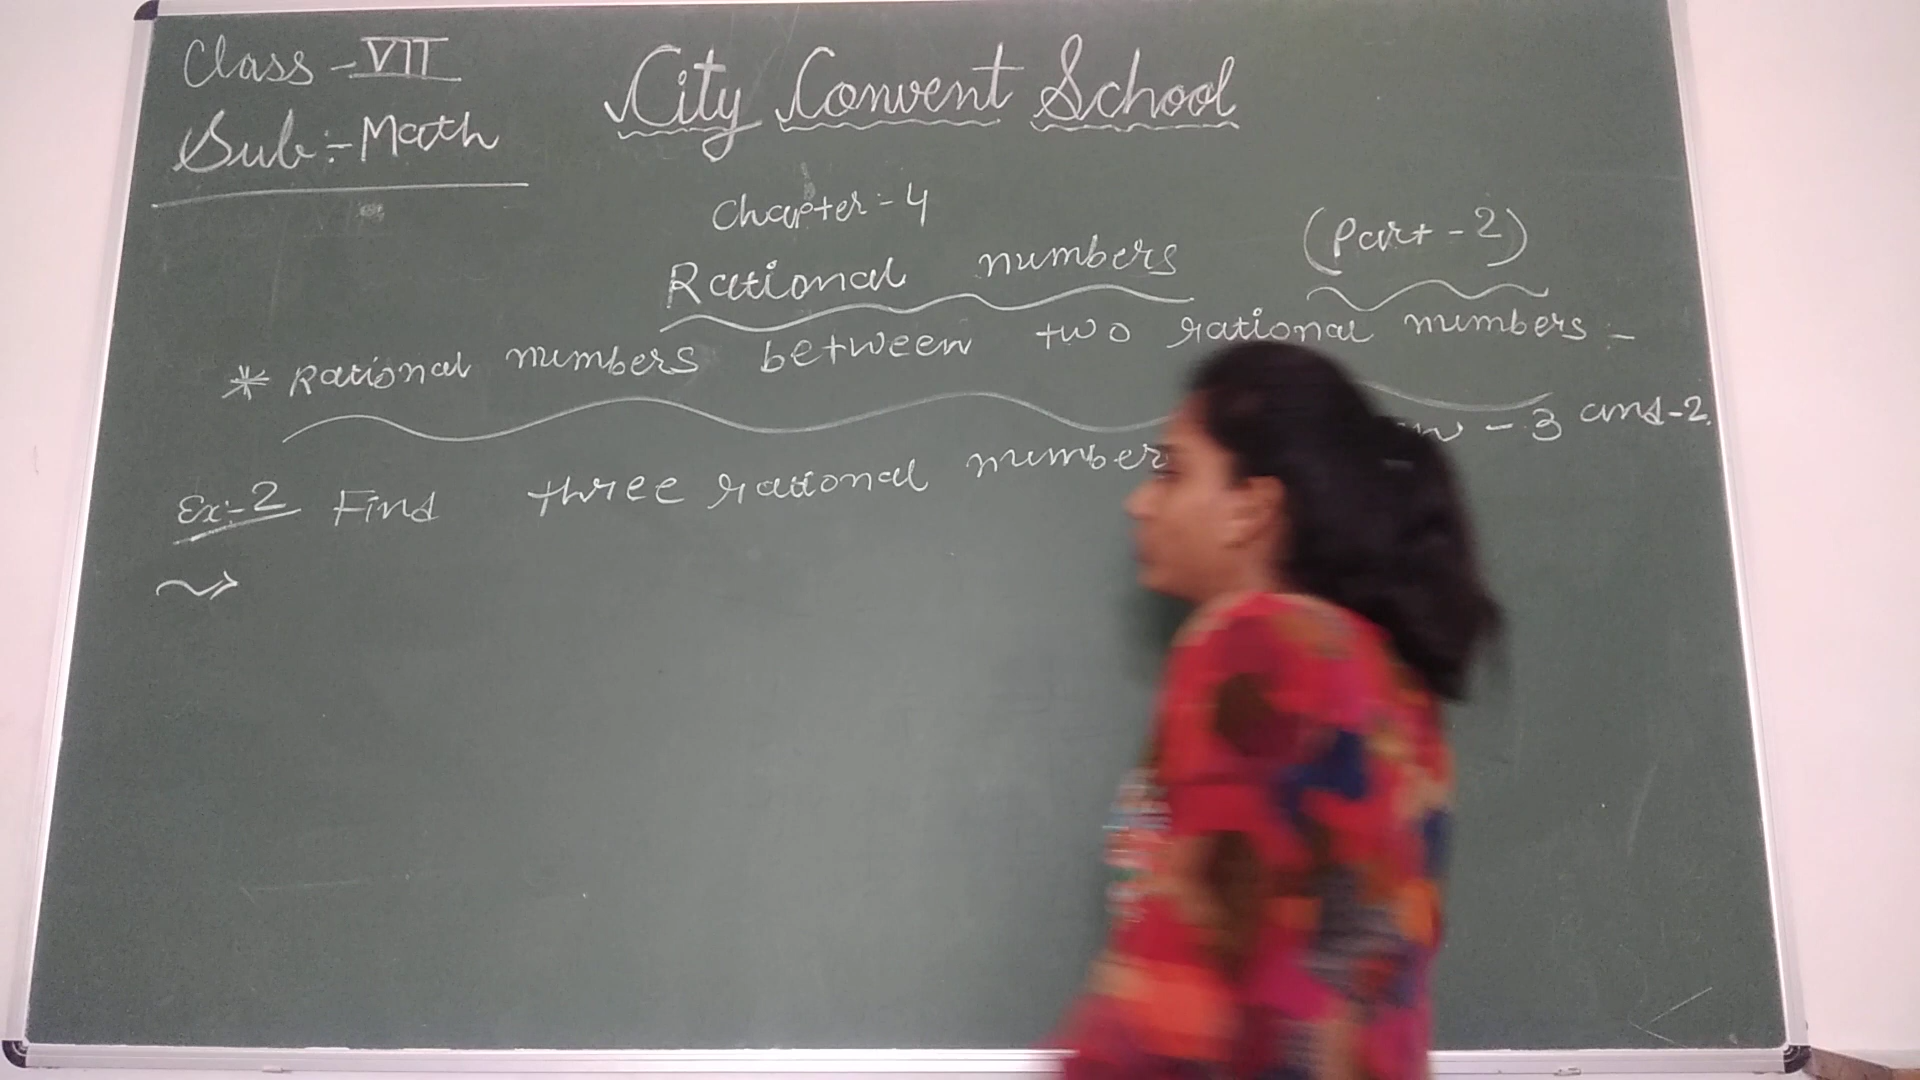 Class - VII
Sub:- Math
City Convent School
Chapter - 4
Rational numbers (Part - 2)
* Rational numbers between two rational numbers :-
Ex:-2 Find three rational number - 3 and -2.